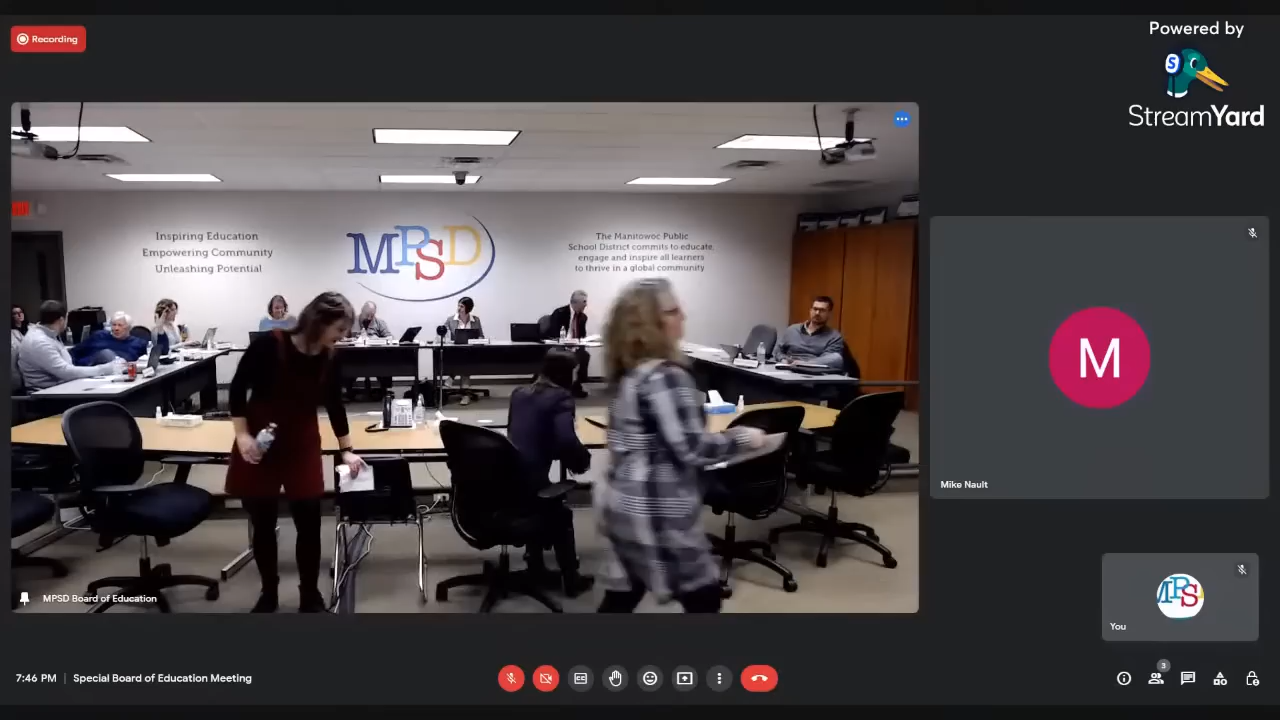 Recording
Powered by
StreamYard
Inspiring Education
Empowering Community
Unleashing Potential
MPSD
The Manitowoc Public
School District commits to educate,
engage and inspire all learners
to thrive in a global community
M
Mike Nault
MPSD Board of Education
MPS
You
7:46 PM | Special Board of Education Meeting
3